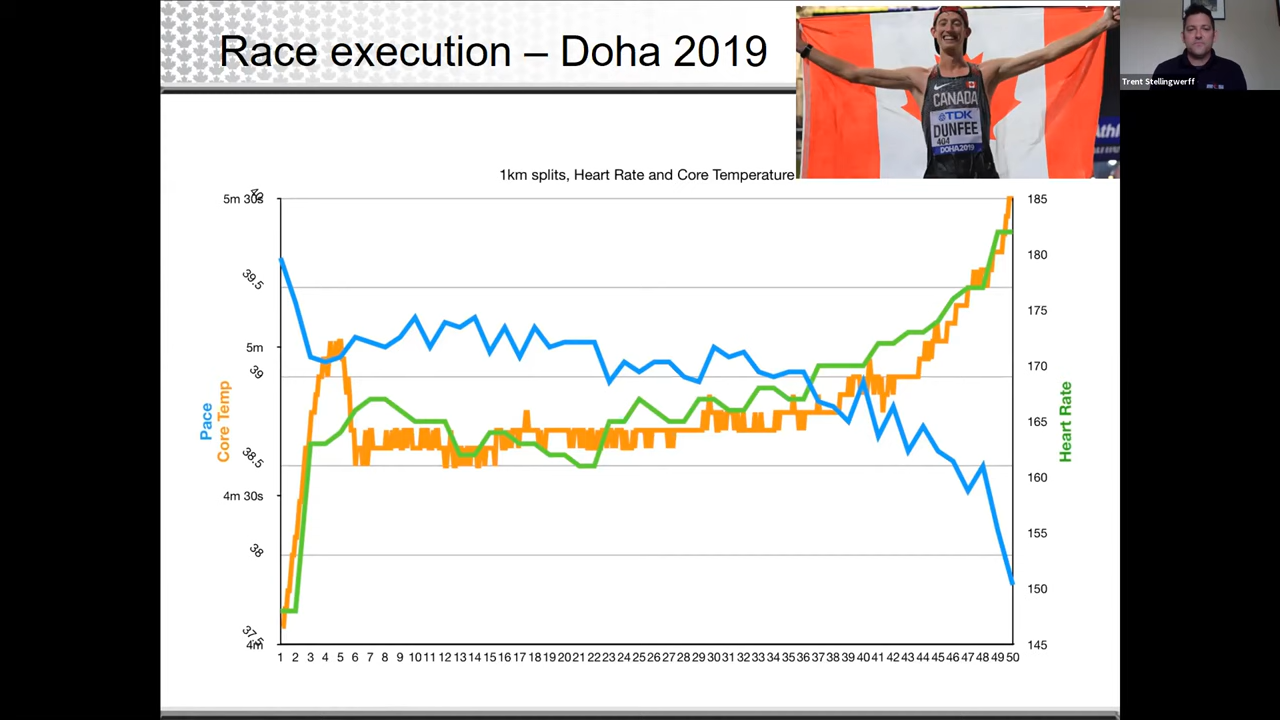 Race execution – Doha 2019
CANADA
TDK
DUNFEE
404
DOHA2019
Trent Stellingwerff
1km splits, Heart Rate and Core Temperature
40
5m 30s
39.5
5m
39
38.5
4m 30s
38
37.5
4m
Pace
Core Temp
185
180
175
170
165
160
155
150
145
Heart Rate
1 2 3 4 5 6 7 8 9 10 11 12 13 14 15 16 17 18 19 20 21 22 23 24 25 26 27 28 29 30 31 32 33 34 35 36 37 38 39 40 41 42 43 44 45 46 47 48 49 50